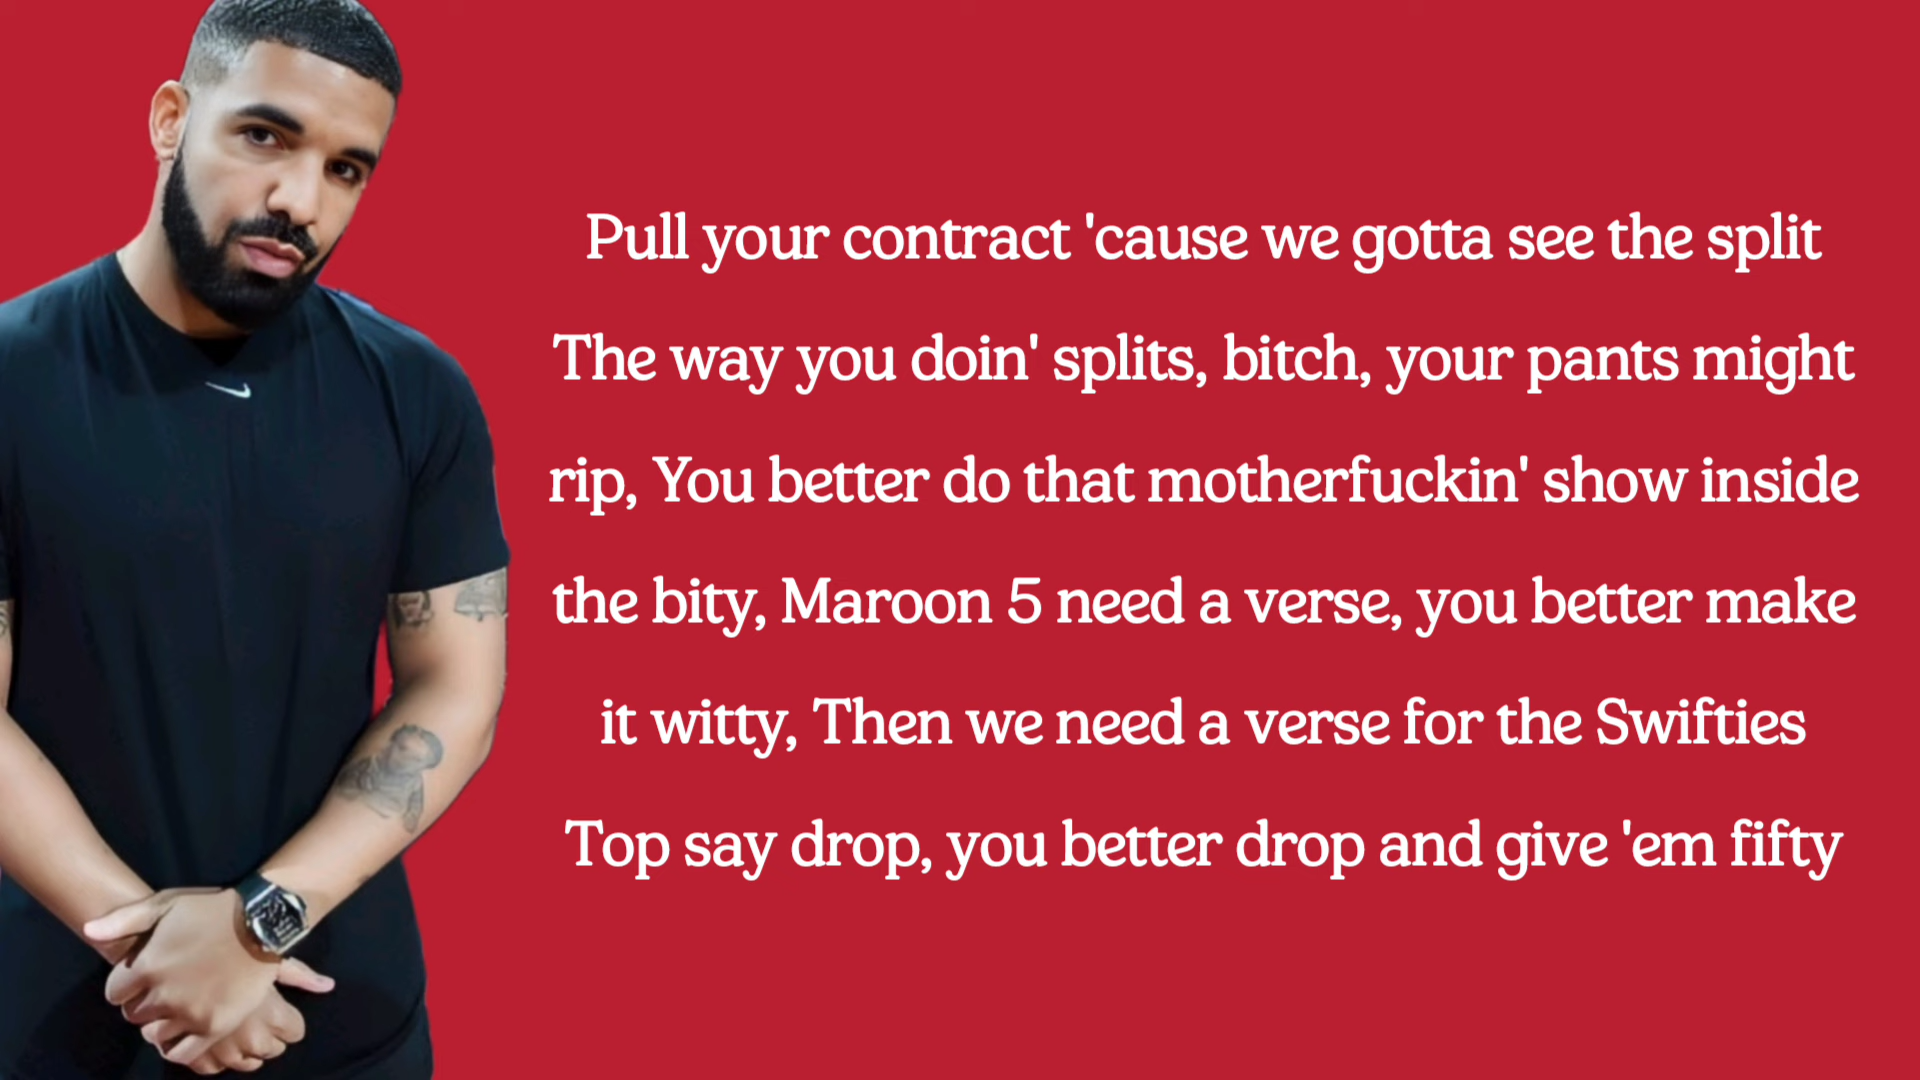 Pull your contract 'cause we gotta see the split
The way you doin' splits, bitch, your pants might
rip, You better do that motherfuckin' show inside
the bity, Maroon 5 need a verse, you better make
it witty, Then we need a verse for the Swifties
Top say drop, you better drop and give 'em fifty